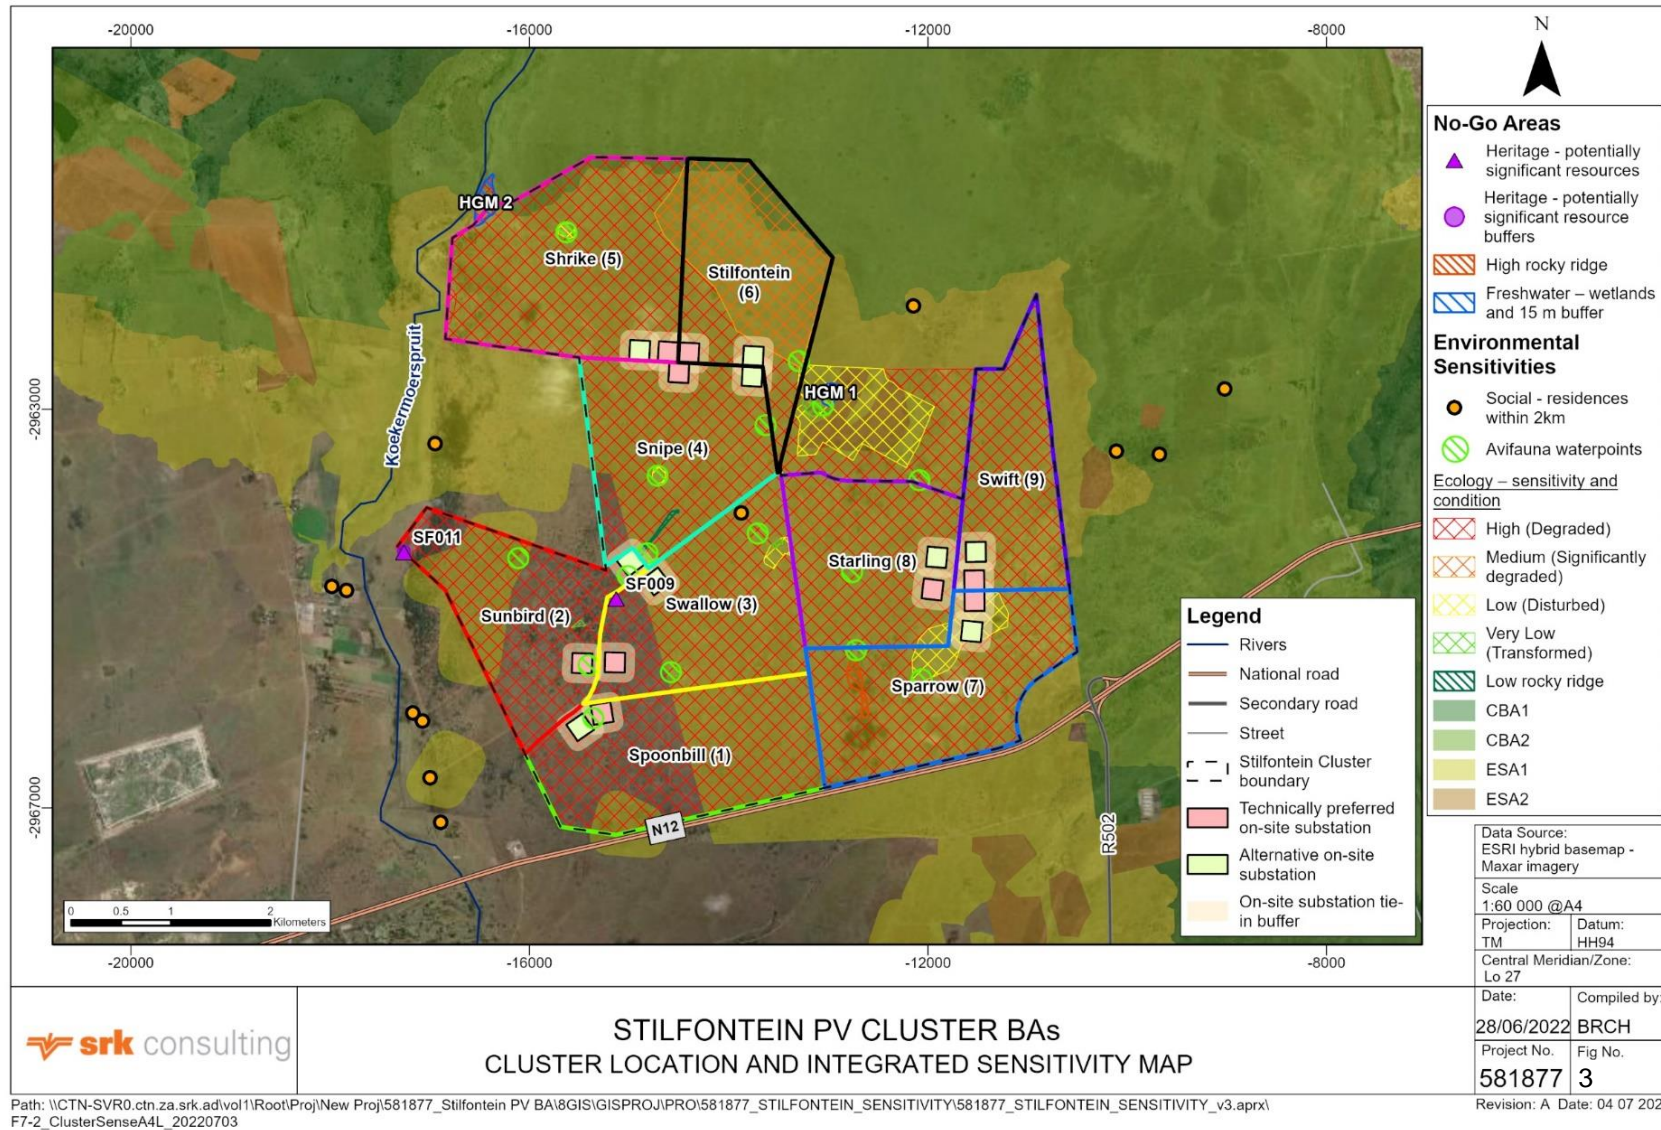 -20000
-16000
-12000
-8000
N
-2963000
-2967000
HGM 2
Shrike (5)
Stilfontein
(6)
Koekermoerspruit
HGM 1
Snipe (4)
Swift (9)
SF011
Starling (8)
SF009
Swallow (3)
Sunbird (2)
Sparrow (7)
Spoonbill (1)
N12
R502
0 0.5 1 2
Kilometers
Legend
Rivers
National road
Secondary road
Street
Stilfontein Cluster
boundary
Technically preferred
on-site substation
Alternative on-site
substation
On-site substation tie-
in buffer
-20000
-16000
-12000
-8000
No-Go Areas
Heritage - potentially
significant resources
Heritage - potentially
significant resource
buffers
High rocky ridge
Freshwater – wetlands
and 15 m buffer
Environmental
Sensitivities
Social - residences
within 2km
Avifauna waterpoints
Ecology – sensitivity and
condition
High (Degraded)
Medium (Significantly
degraded)
Low (Disturbed)
Very Low
(Transformed)
Low rocky ridge
CBA1
CBA2
ESA1
ESA2
Data Source:
ESRI hybrid basemap -
Maxar imagery
Scale
1:60 000 @A4
Projection:
TM
Datum:
HH94
Central Meridian/Zone:
Lo 27
Date:
28/06/2022
Compiled by:
BRCH
Project No.
581877
Fig No.
3
srk consulting
STILFONTEIN PV CLUSTER BAs
CLUSTER LOCATION AND INTEGRATED SENSITIVITY MAP
Path: \\CTN-SVR0.ctn.za.srk.ad\vol1\Root\Proj\New Proj\581877_Stilfontein PV BA\8GIS\GISPROJ\PRO\581877_STILFONTEIN_SENSITIVITY\581877_STILFONTEIN_SENSITIVITY_v3.aprx\
F7-2_ClusterSenseA4L_20220703
Revision: A Date: 04 07 202